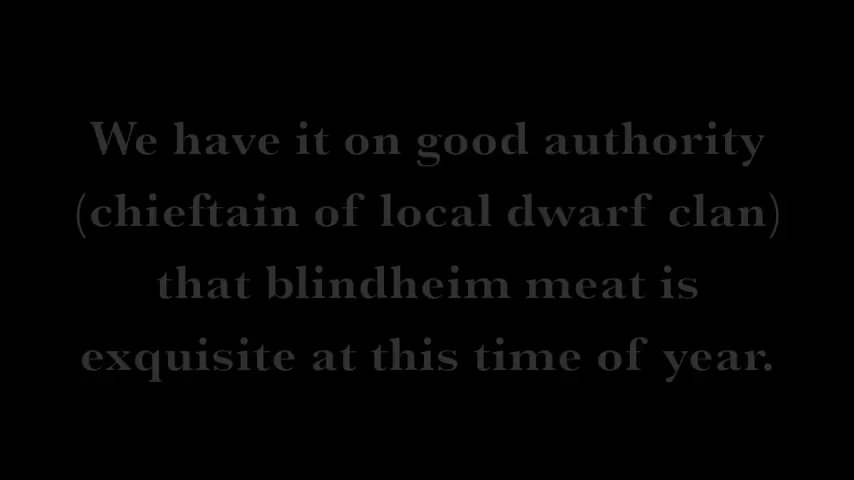 We have it on good authority
(chieftain of local dwarf clan)
that blindheim meat is
exquisite at this time of year.